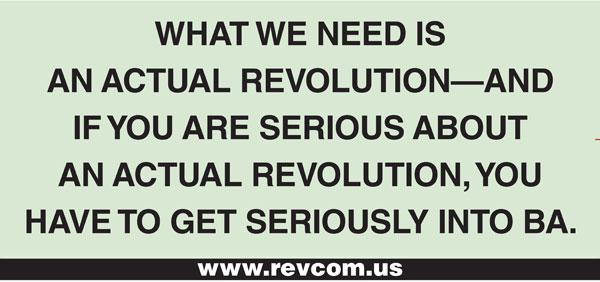 WHAT WE NEED IS
AN ACTUAL REVOLUTION—AND
IF YOU ARE SERIOUS ABOUT
AN ACTUAL REVOLUTION, YOU
HAVE TO GET SERIOUSLY INTO BA.
www.revcom.us